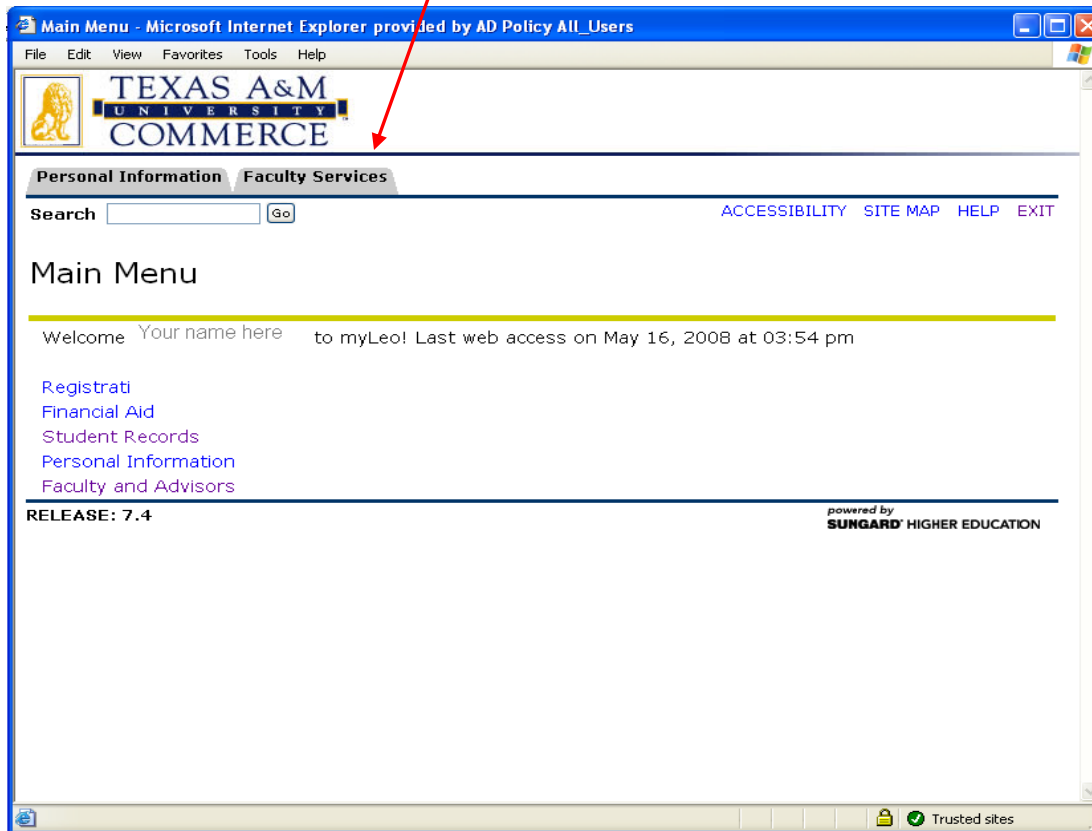 Main Menu - Microsoft Internet Explorer provided by AD Policy All_Users
File Edit View Favorites Tools Help
TEXAS A&M
UNIVERSITY
COMMERCE
Personal Information Faculty Services
Search Go ACCESSIBILITY SITE MAP HELP EXIT
Main Menu
Welcome Your name here to myLeo! Last web access on May 16, 2008 at 03:54 pm
Registrati
Financial Aid
Student Records
Personal Information
Faculty and Advisors
RELEASE: 7.4
powered by
SUNGARD' HIGHER EDUCATION
Trusted sites